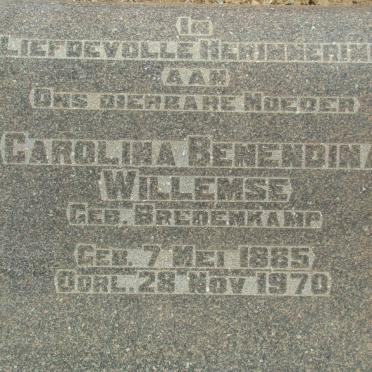 IN
LIEFDEVOLLE HERINNERING
AAN
ONS DIERBARE MOEDER
CAROLINA BENENDINA
WILLEMSE
GEB. BREDENKAMP
GEB. 7 MEI 1885
OORL. 28 NOV 1970